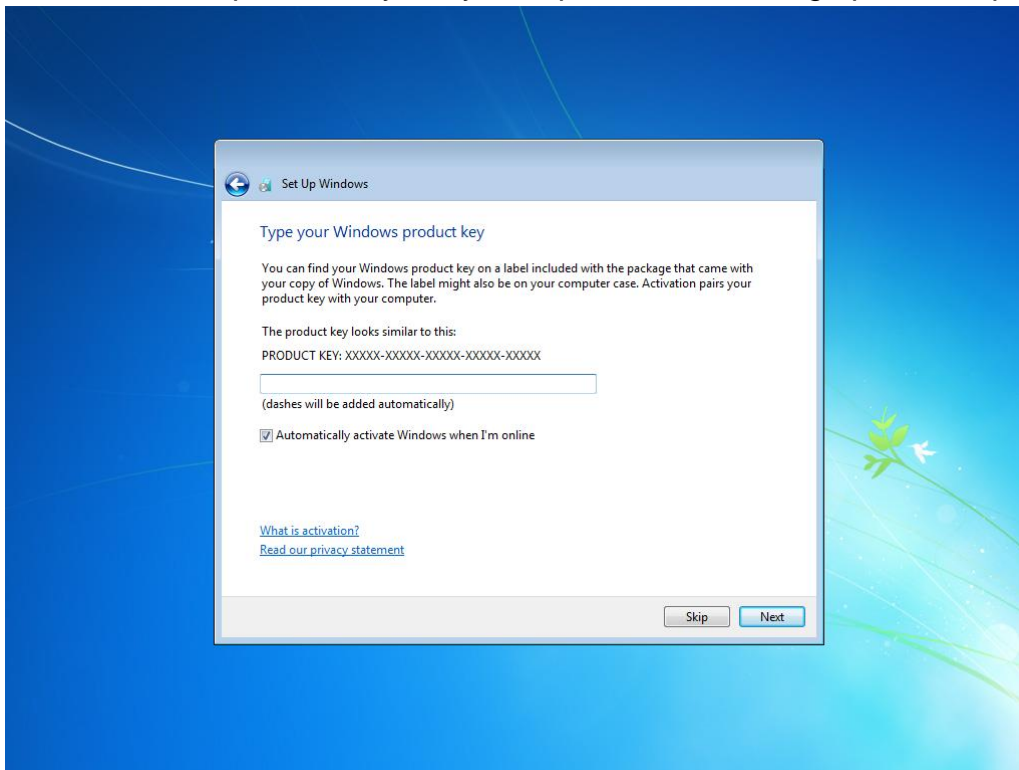 Set Up Windows
Type your Windows product key
You can find your Windows product key on a label included with the package that came with
your copy of Windows. The label might also be on your computer case. Activation pairs your
product key with your computer.
The product key looks similar to this:
PRODUCT KEY: XXXXX-XXXXX-XXXXX-XXXXX-XXXXX
(dashes will be added automatically)
Automatically activate Windows when I'm online
What is activation?
Read our privacy statement
Skip Next